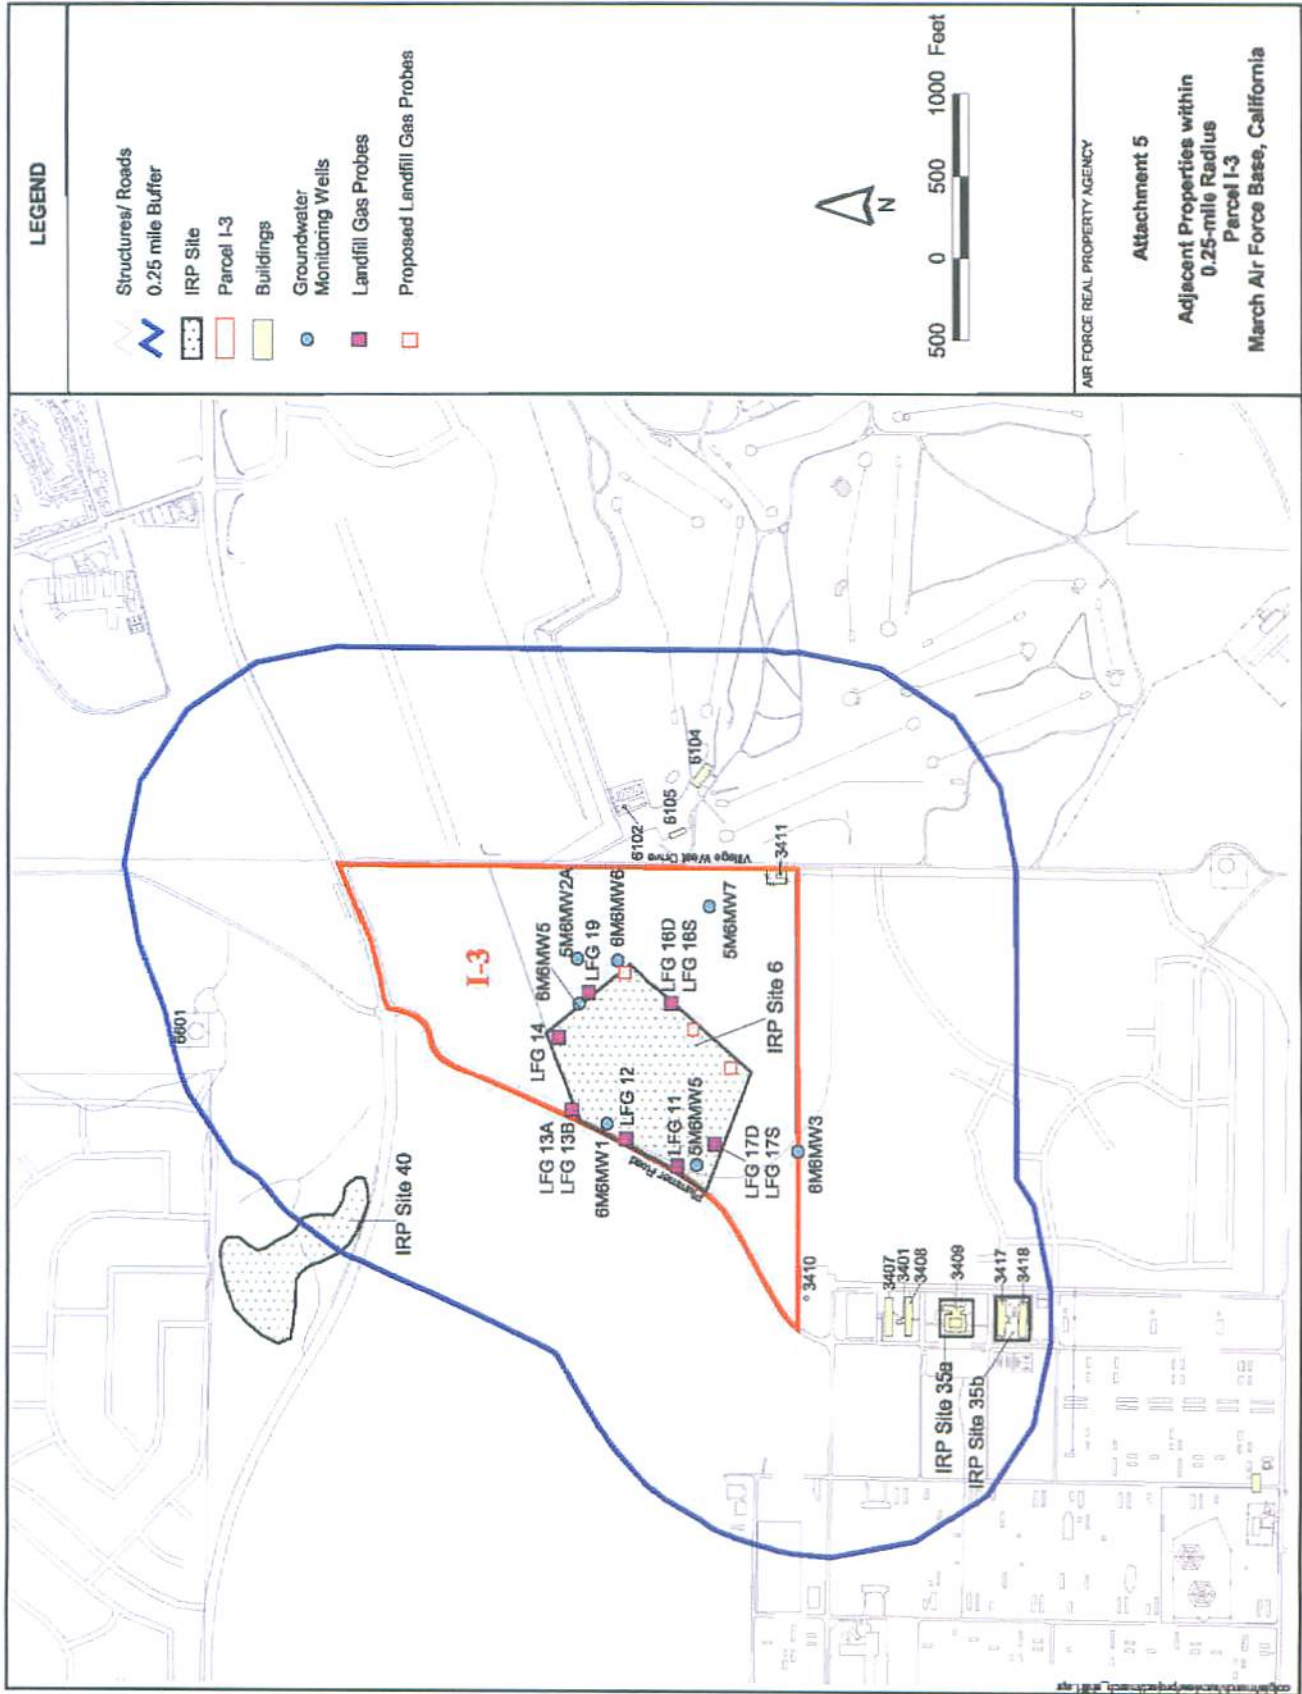 LEGEND
Structures/ Roads
0.25 mile Buffer
IRP Site
Parcel I-3
Buildings
Groundwater
Monitoring Wells
Landfill Gas Probes
Proposed Landfill Gas Probes
N
500 0 500 1000 Feet
AIR FORCE REAL PROPERTY AGENCY
Attachment 5
Adjacent Properties within
0.25-mile Radius
Parcel I-3
March Air Force Base, California
6601
IRP Site 40
I-3
LFG 14
6M6MW5
5M6MW2A
LFG 19
6M6MW6
LFG 13A
LFG 13B
6M6MW1
LFG 12
LFG 11
5M6MW5
LFG 16D
LFG 16S
5M6MW7
LFG 17D
LFG 17S
IRP Site 6
6M6MW3
Village West Drive
6102
6105
6104
3411
3410
3407
3401
3408
3409
3417
3418
IRP Site 35a
IRP Site 35b